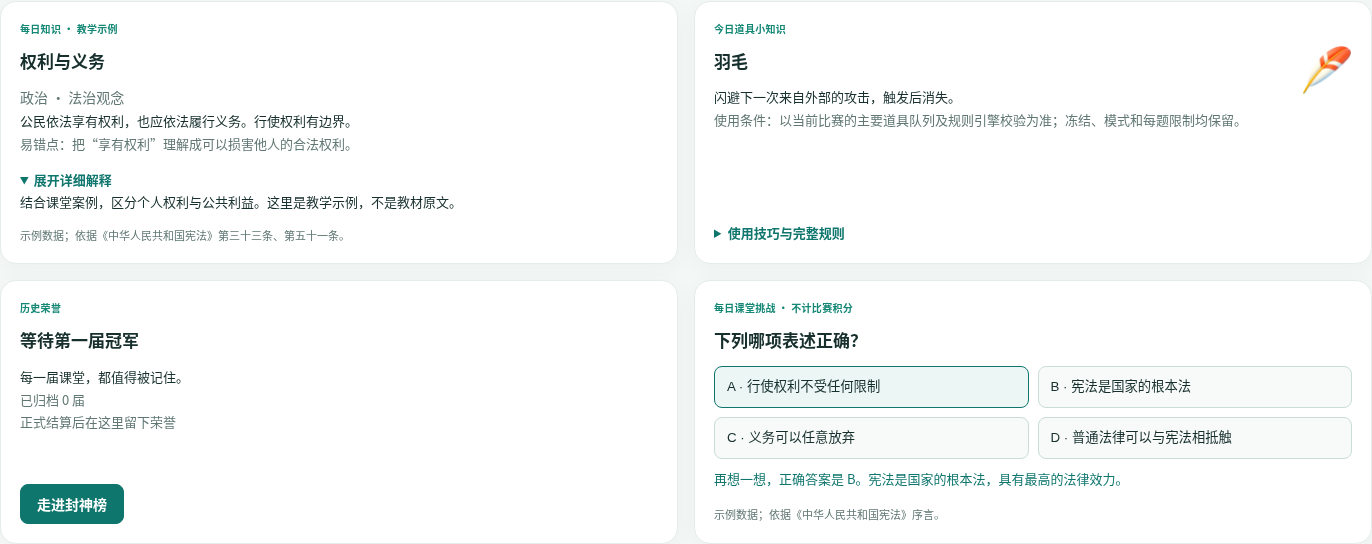 每日知识 · 教学示例
权利与义务
政治 · 法治观念
公民依法享有权利，也应依法履行义务。行使权利有边界。
易错点：把“享有权利”理解成可以损害他人的合法权利。
▼ 展开详细解释
结合课堂案例，区分个人权利与公共利益。这里是教学示例，不是教材原文。
示例数据；依据《中华人民共和国宪法》第三十三条、第五十一条。
今日道具小知识
羽毛
闪避下一次来自外部的攻击，触发后消失。
使用条件：以当前比赛的主要道具队列及规则引擎校验为准；冻结、模式和每题限制均保留。
▶ 使用技巧与完整规则
历史荣誉
等待第一届冠军
每一届课堂，都值得被记住。
已归档 0 届
正式结算后在这里留下荣誉
走进封神榜
每日课堂挑战 · 不计比赛积分
下列哪项表述正确？
A · 行使权利不受任何限制
B · 宪法是国家的根本法
C · 义务可以任意放弃
D · 普通法律可以与宪法相抵触
再想一想，正确答案是 B。宪法是国家的根本法，具有最高的法律效力。
示例数据；依据《中华人民共和国宪法》序言。